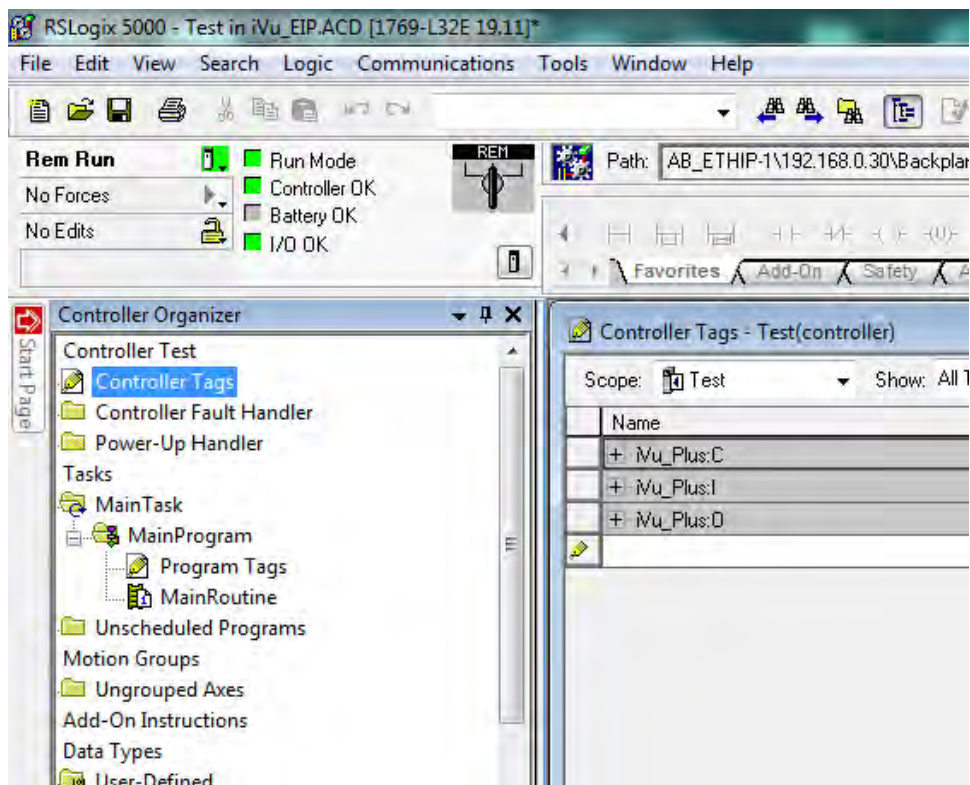 RSLogix 5000 - Test in iVu_EIP.ACD [1769-L32E 19.11]*
File Edit View Search Logic Communications Tools Window Help
Rem Run
No Forces
No Edits
Run Mode
Controller OK
Battery OK
I/O OK
REM
Path: AB_ETHIP-1\192.168.0.30\Backplan
Favorites Add-On Safety A
Start Page
Controller Organizer
Controller Test
Controller Tags
Controller Fault Handler
Power-Up Handler
Tasks
MainTask
MainProgram
Program Tags
MainRoutine
Unscheduled Programs
Motion Groups
Ungrouped Axes
Add-On Instructions
Data Types
User-Defined
Controller Tags - Test(controller)
Scope: Test Show: All T
Name
+ iVu_Plus:C
+ iVu_Plus:I
+ iVu_Plus:O